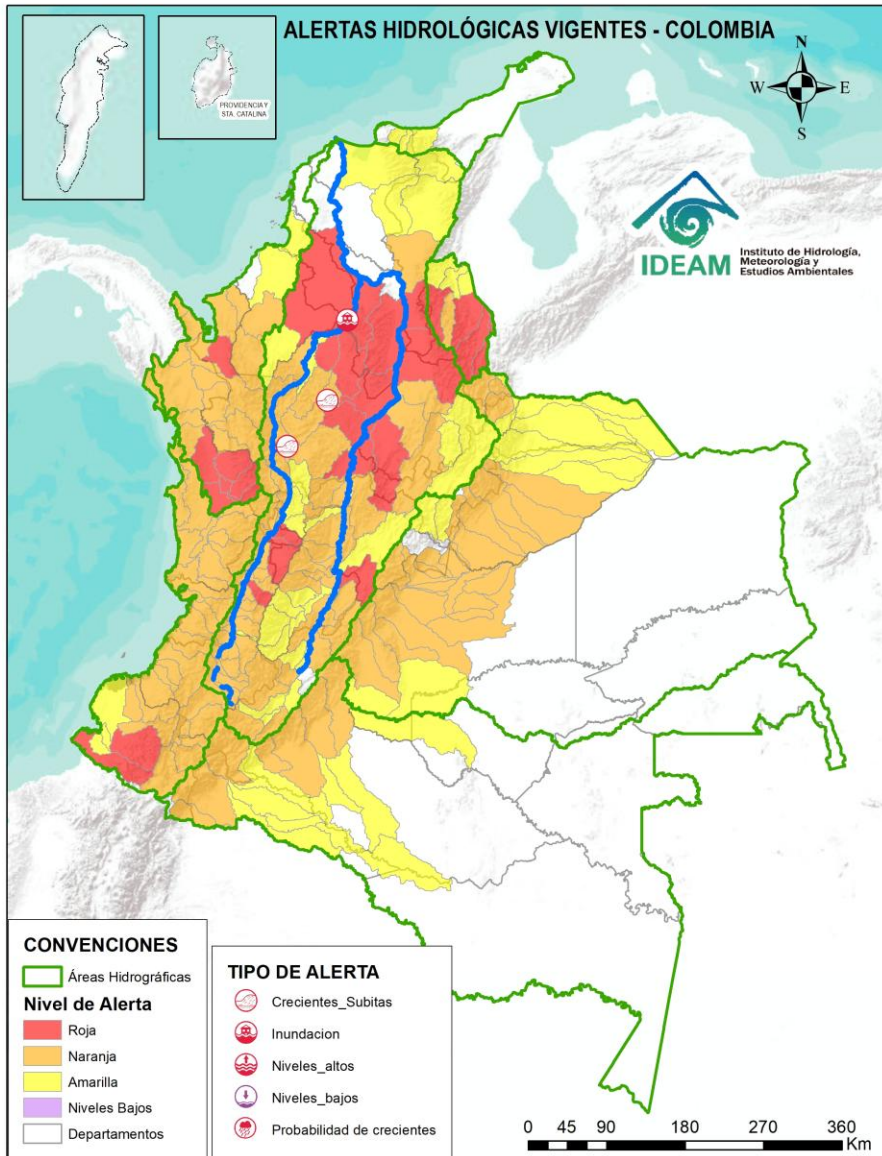 ALERTAS HIDROLÓGICAS VIGENTES - COLOMBIA
PROVIDENCIA Y
STA. CATALINA
N
W
E
S
IDEAM
Instituto de Hidrología,
Meteorología y
Estudios Ambientales
CONVENCIONES
Áreas Hidrográficas
Nivel de Alerta
Roja
Naranja
Amarilla
Niveles Bajos
Departamentos
TIPO DE ALERTA
Crecientes_Subitas
Inundacion
Niveles_altos
Niveles_bajos
Probabilidad de crecientes
0 45 90 180 270 360
Km